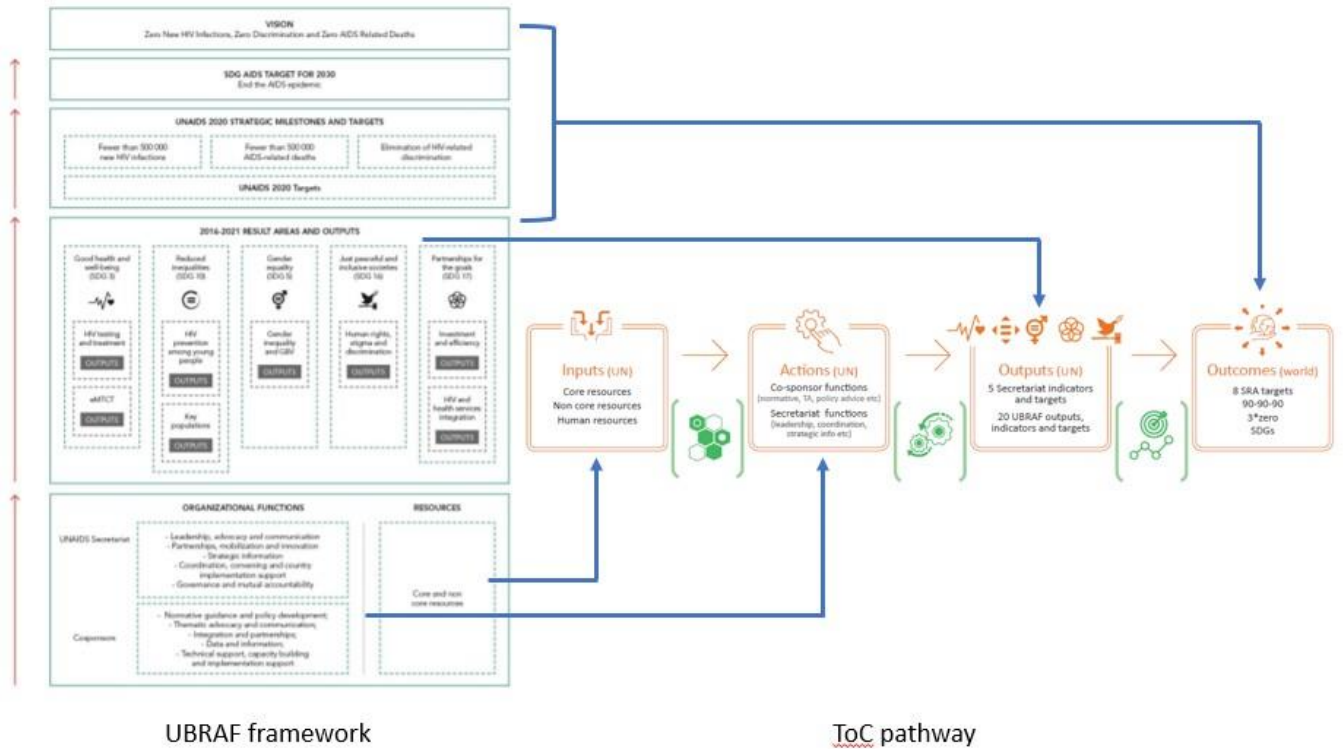 VISION
Zero New HIV Infections, Zero Discrimination and Zero AIDS Related Deaths
SDG AIDS TARGET FOR 2030
End the AIDS epidemic
UNAIDS 2020 STRATEGIC MILESTONES AND TARGETS
Fewer than 500 000
new HIV infections
Fewer than 500 000
AIDS-related deaths
Elimination of HIV-related
discrimination
UNAIDS 2020 Targets
2016-2021 RESULT AREAS AND OUTPUTS
Good health and
well-being
(SDG 3)
HIV testing
and treatment
OUTPUTS
eMTCT
OUTPUTS
Reduced
inequalities
(SDG 10)
HIV
prevention
among young
people
OUTPUTS
Key
populations
OUTPUTS
Gender
equality
(SDG 5)
Gender
inequality
and GBV
OUTPUTS
Just peaceful and
inclusive societies
(SDG 16)
Human rights,
stigma and
discrimination
OUTPUTS
Partnerships for
the goals
(SDG 17)
Investment
and efficiency
OUTPUTS
HIV and
health services
integration
OUTPUTS
ORGANIZATIONAL FUNCTIONS
RESOURCES
UNAIDS Secretariat
- Leadership, advocacy and communication
- Partnerships, mobilization and innovation
- Strategic information
- Coordination, convening and country
implementation support
- Governance and mutual accountability
Cosponsors
- Normative guidance and policy development;
- Thematic advocacy and communication;
- Integration and partnerships;
- Data and information;
- Technical support, capacity building
and implementation support
Core and non
core resources
Inputs (UN)
Core resources
Non core resources
Human resources
Actions (UN)
Co-sponsor functions
(normative, TA, policy advice etc)
Secretariat functions
(leadership, coordination,
strategic info etc)
Outputs (UN)
5 Secretariat indicators
and targets
20 UBRAF outputs,
indicators and targets
Outcomes (world)
8 SRA targets
90-90-90
3*zero
SDGs
UBRAF framework
ToC pathway